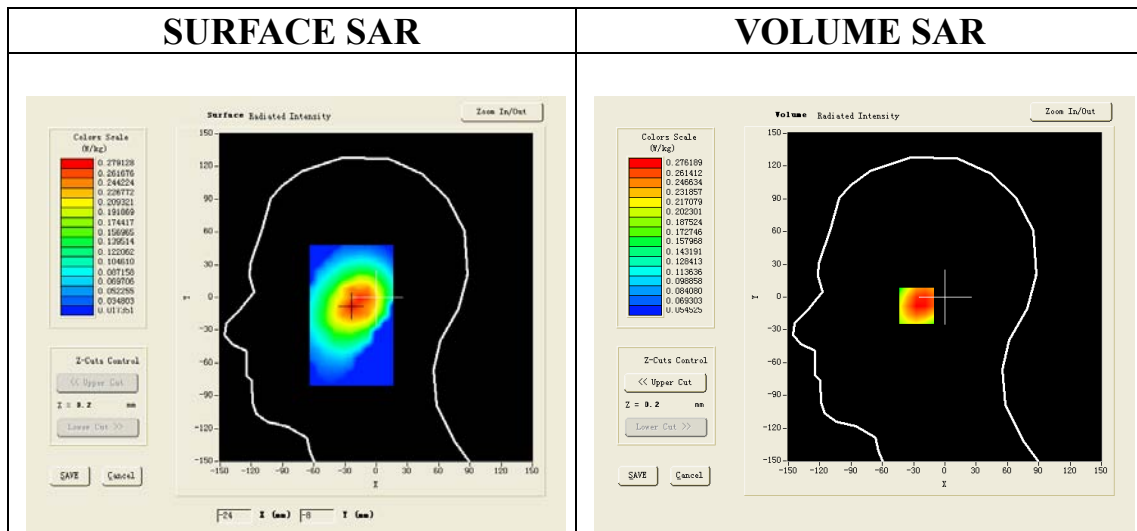 SURFACE SAR
VOLUME SAR
Surface Radiated Intensity
Zoom In/Out
Colors Scale
(W/kg)
0.279128
0.261676
0.244224
0.226772
0.209321
0.191869
0.174417
0.156965
0.139514
0.122062
0.104610
0.087158
0.069706
0.052255
0.034803
0.017351
150
120
90
60
30
0
-30
-60
-90
-120
-150
Y
-150 -120 -90 -60 -30 0 30 60 90 120 150
X
Z-Cuts Control
<< Upper Cut
Z = 0.2 mm
Lower Cut >>
SAVE Cancel
-24 X (mm) -8 Y (mm)
Volume Radiated Intensity
Zoom In/Out
Colors Scale
(W/kg)
0.276189
0.261412
0.246634
0.231857
0.217079
0.202301
0.187524
0.172746
0.157968
0.143191
0.128413
0.113636
0.098858
0.084080
0.069303
0.054525
150
120
90
60
30
0
-30
-60
-90
-120
-150
Y
-150 -120 -90 -60 -30 0 30 60 90 120 150
X
Z-Cuts Control
<< Upper Cut
Z = 0.2 mm
Lower Cut >>
SAVE Cancel